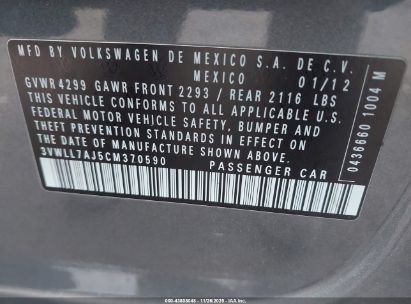 MFD BY VOLKSWAGEN DE MEXICO S.A. DE C.V.
MEXICO 01/12
GVWR 4299 GAWR FRONT 2293 / REAR 2116 LBS
THIS VEHICLE CONFORMS TO ALL APPLICABLE U.S.
FEDERAL MOTOR VEHICLE SAFETY, BUMPER AND
THEFT PREVENTION STANDARDS IN EFFECT ON
THE DATE OF MANUFACTURE SHOWN ABOVE.
3VWLL7AJ5CM370590 PASSENGER CAR
0436660 1004 M